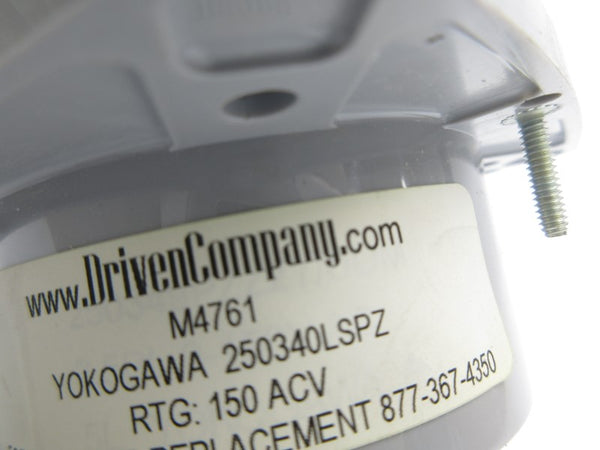 www.DrivenCompany.com
M4761
YOKOGAWA 250340LSPZ
RTG: 150 ACV
REPLACEMENT 877-367-4350